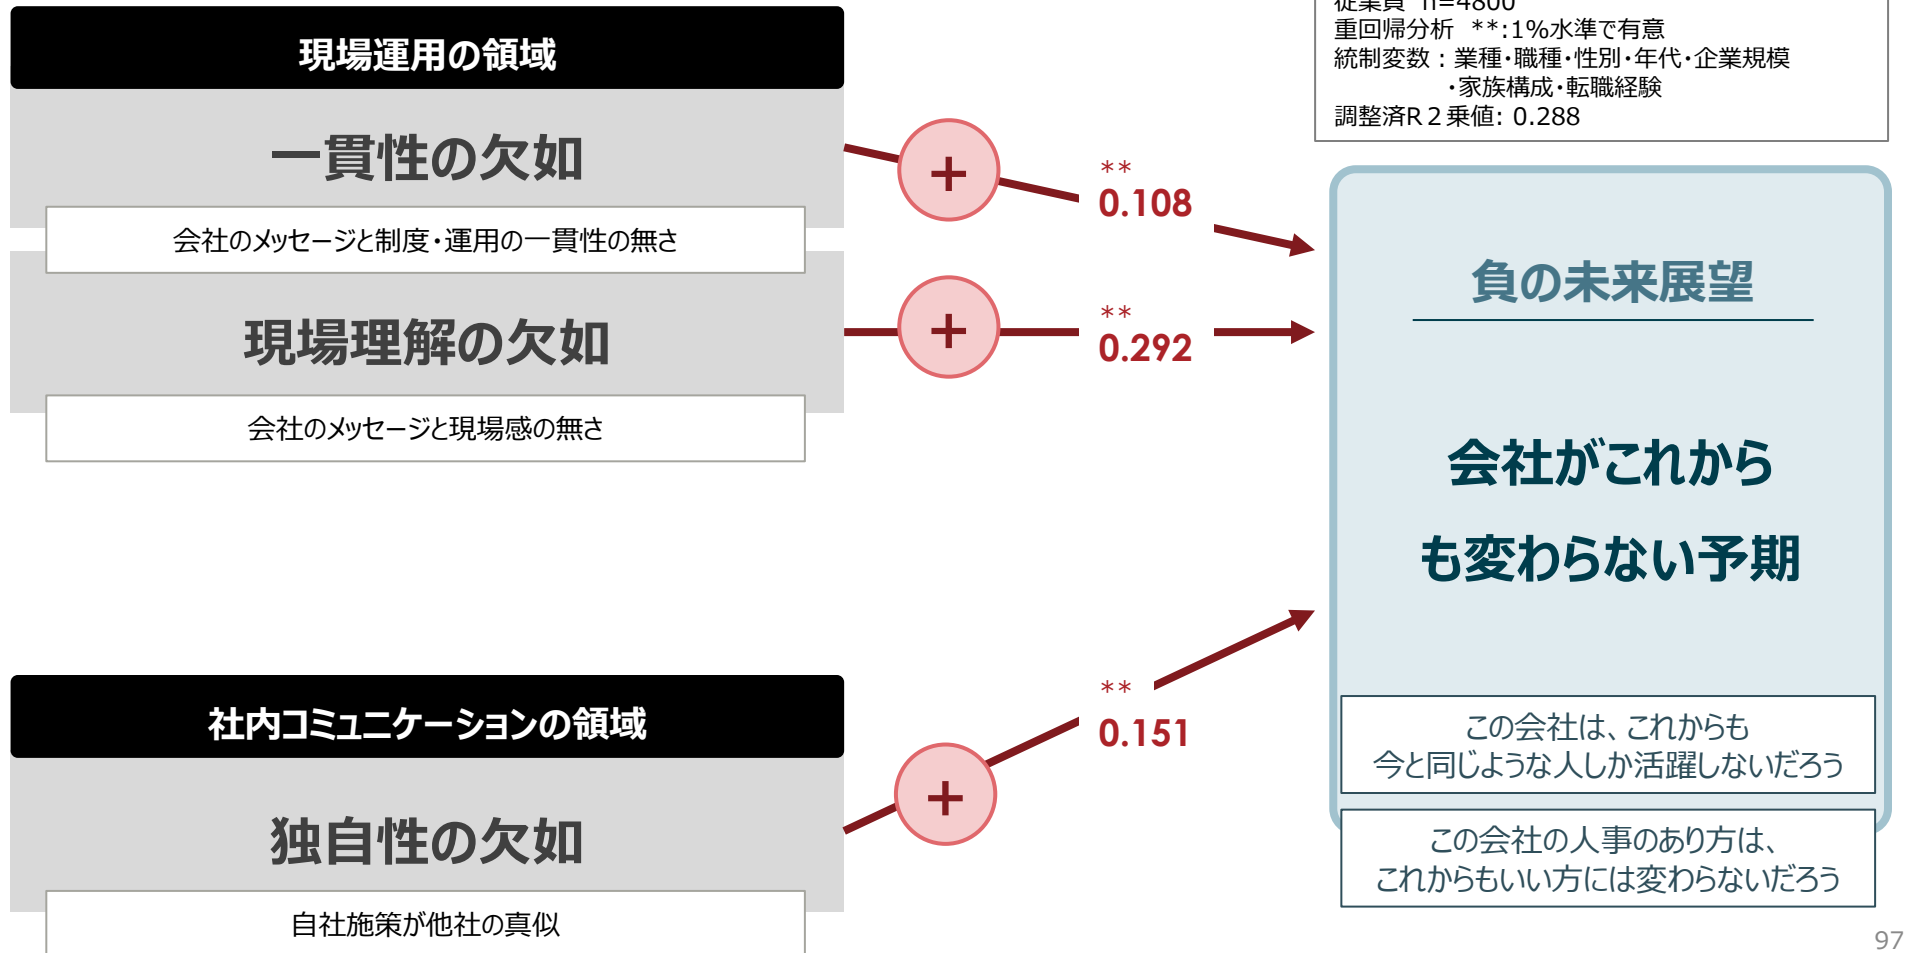 現場運用の領域
一貫性の欠如
会社のメッセージと制度・運用の一貫性の無さ
現場理解の欠如
会社のメッセージと現場感の無さ
社内コミュニケーションの領域
独自性の欠如
自社施策が他社の真似
+
**
0.108
+
**
0.292
+
**
0.151
従業員 n=4800
重回帰分析 **:1%水準で有意
統制変数：業種・職種・性別・年代・企業規模
・家族構成・転職経験
調整済R２乗値: 0.288
負の未来展望
会社がこれから
も変わらない予期
この会社は、これからも
今と同じような人しか活躍しないだろう
この会社の人事のあり方は、
これからもいい方には変わらないだろう
97